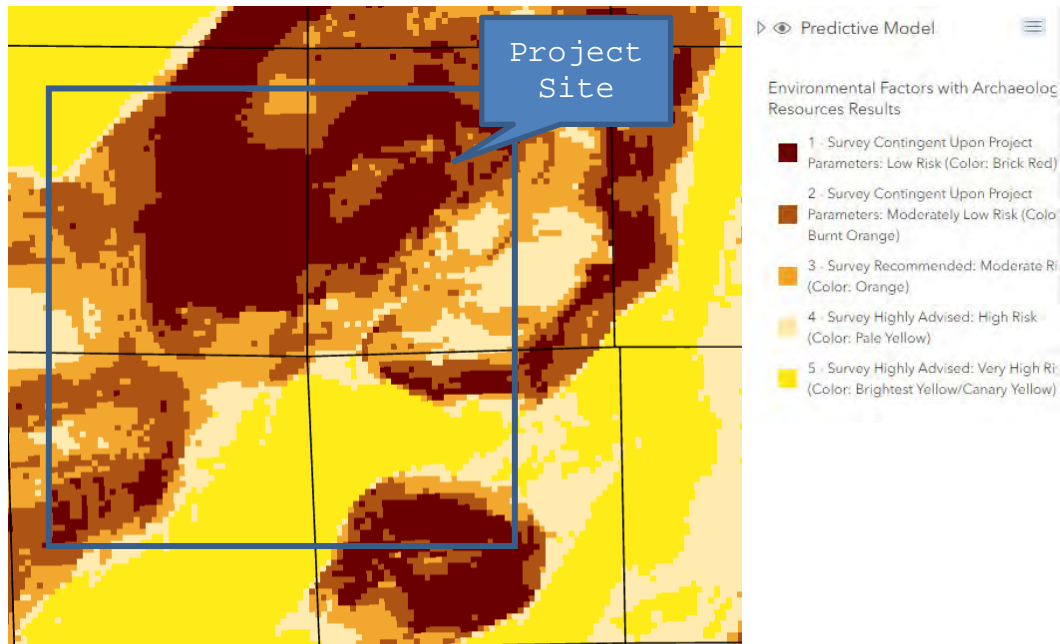 Project
Site
Predictive Model
Environmental Factors with Archaeolog
Resources Results
1 - Survey Contingent Upon Project
Parameters: Low Risk (Color: Brick Red)
2 - Survey Contingent Upon Project
Parameters: Moderately Low Risk (Colo
Burnt Orange)
3 - Survey Recommended: Moderate Ri
(Color: Orange)
4 - Survey Highly Advised: High Risk
(Color: Pale Yellow)
5 - Survey Highly Advised: Very High Ri
(Color: Brightest Yellow/Canary Yellow)